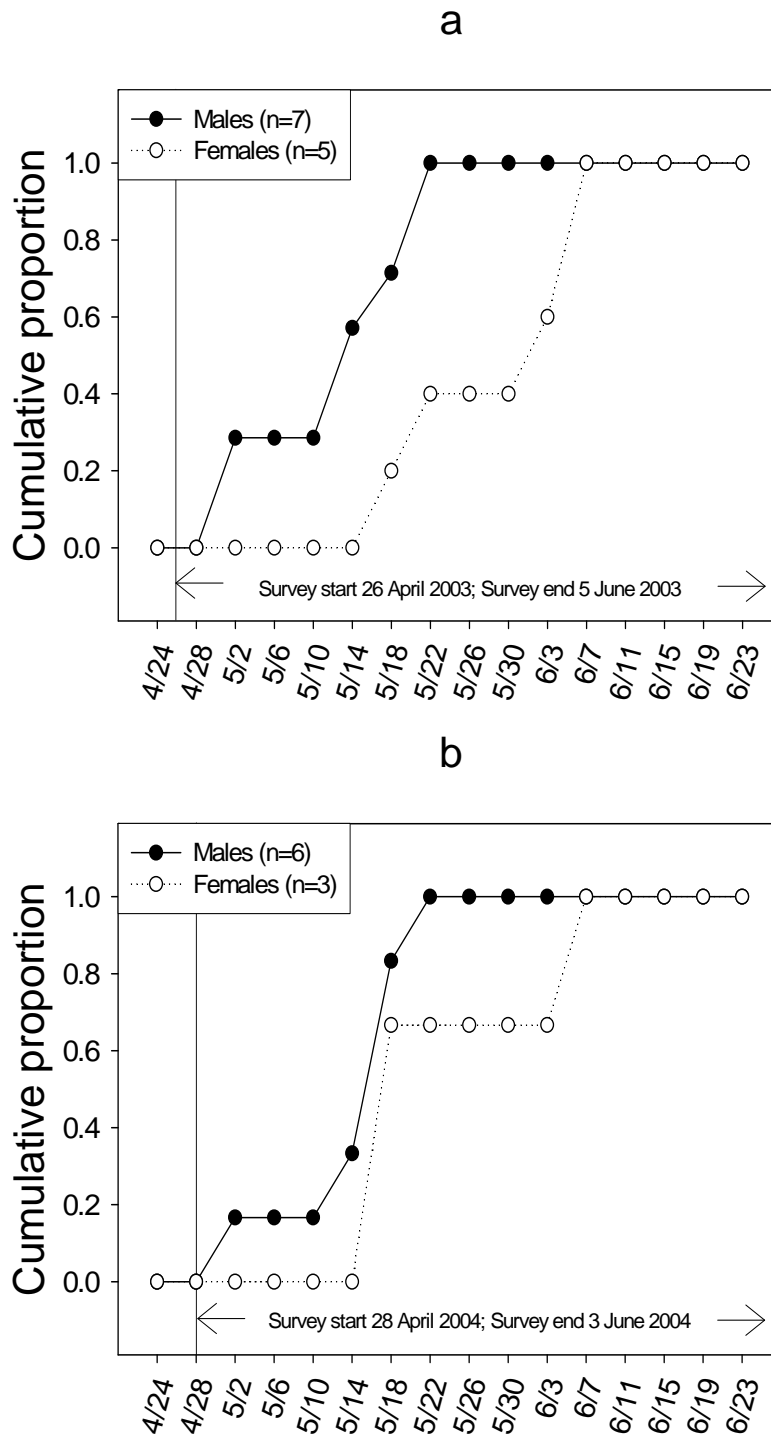 a
Males (n=7)
Females (n=5)
1.0
0.8
0.6
0.4
0.2
0.0
Cumulative proportion
Survey start 26 April 2003; Survey end 5 June 2003
4/24 4/28 5/2 5/6 5/10 5/14 5/18 5/22 5/26 5/30 6/3 6/7 6/11 6/15 6/19 6/23
b
Males (n=6)
Females (n=3)
1.0
0.8
0.6
0.4
0.2
0.0
Cumulative proportion
Survey start 28 April 2004; Survey end 3 June 2004
4/24 4/28 5/2 5/6 5/10 5/14 5/18 5/22 5/26 5/30 6/3 6/7 6/11 6/15 6/19 6/23